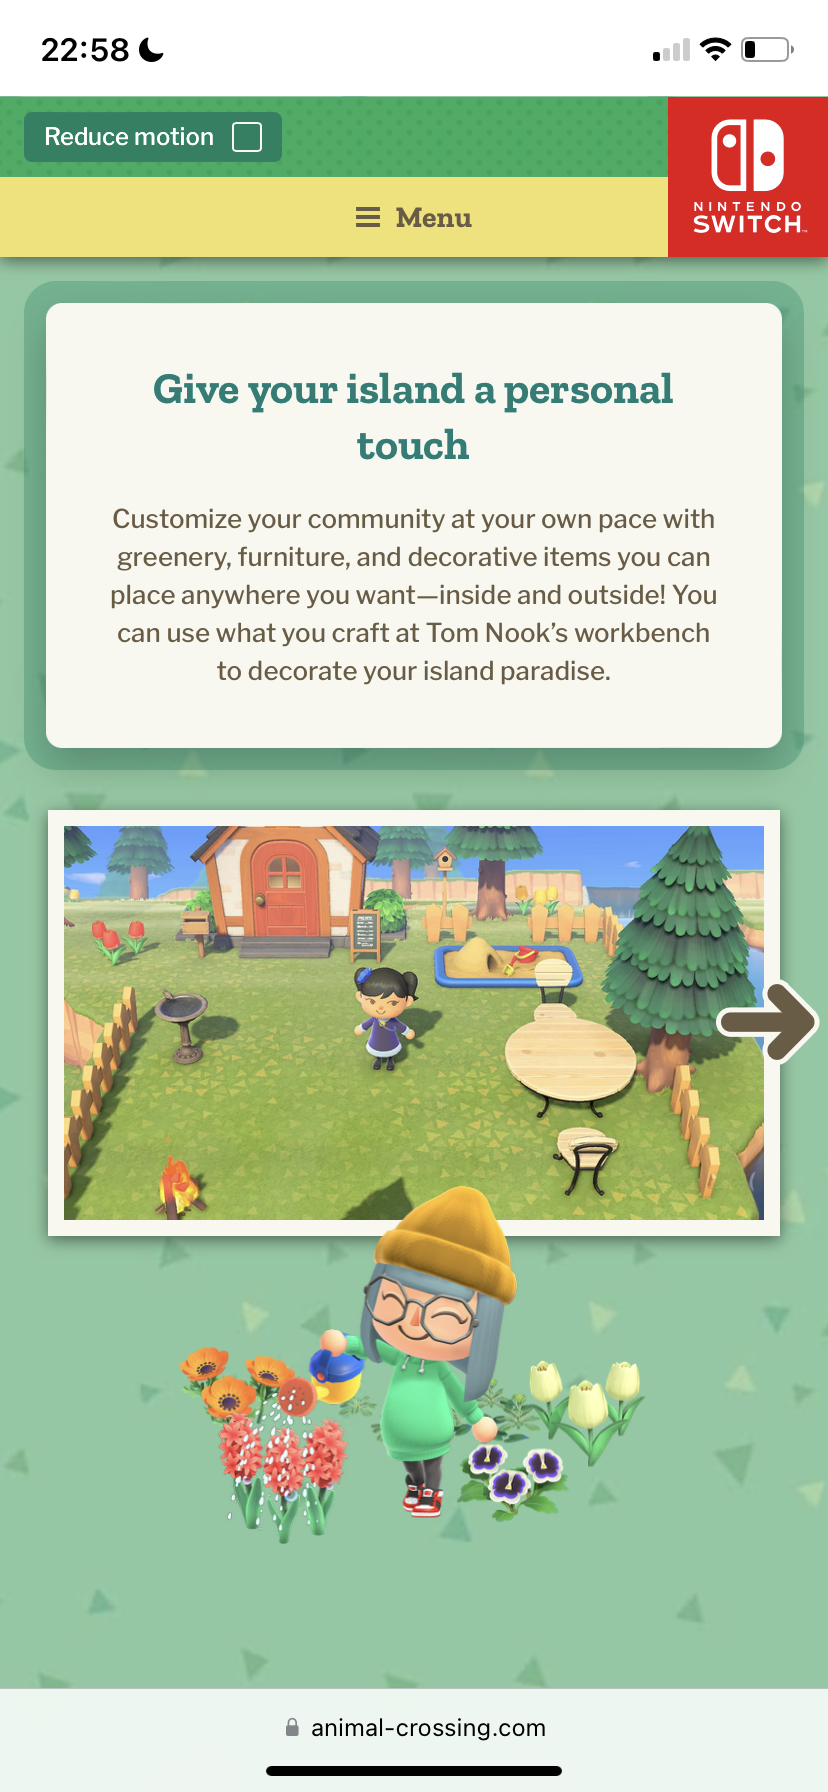 22:58
Reduce motion
Menu
NINTENDO
SWITCH
Give your island a personal
touch
Customize your community at your own pace with
greenery, furniture, and decorative items you can
place anywhere you want—inside and outside! You
can use what you craft at Tom Nook’s workbench
to decorate your island paradise.
animal-crossing.com